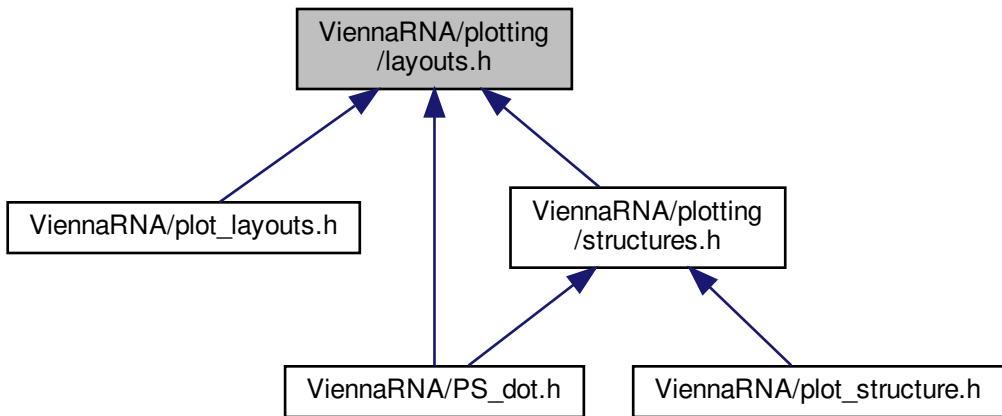 ViennaRNA/plotting
/layouts.h
ViennaRNA/plot_layouts.h
ViennaRNA/plotting
/structures.h
ViennaRNA/PS_dot.h
ViennaRNA/plot_structure.h